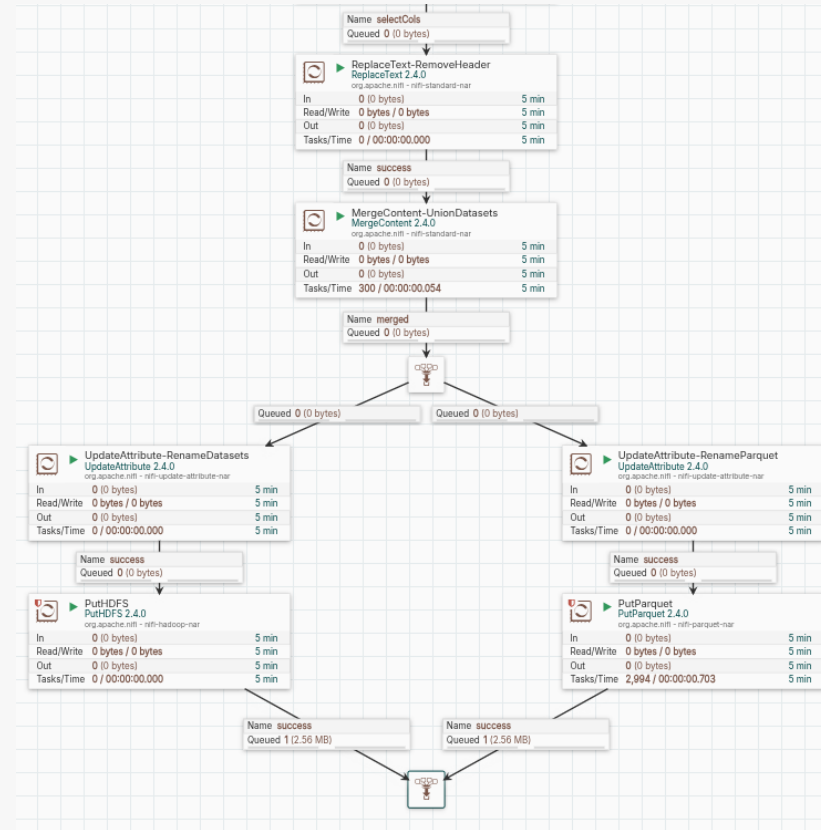 Name selectCols
Queued 0 (0 bytes)
ReplaceText-RemoveHeader
ReplaceText 2.4.0
org.apache.nifi - nifi-standard-nar
In 0 (0 bytes) 5 min
Read/Write 0 bytes / 0 bytes 5 min
Out 0 (0 bytes) 5 min
Tasks/Time 0 / 00:00:00.000 5 min
Name success
Queued 0 (0 bytes)
MergeContent-UnionDatasets
MergeContent 2.4.0
org.apache.nifi - nifi-standard-nar
In 0 (0 bytes) 5 min
Read/Write 0 bytes / 0 bytes 5 min
Out 0 (0 bytes) 5 min
Tasks/Time 300 / 00:00:00.054 5 min
Name merged
Queued 0 (0 bytes)
Queued 0 (0 bytes)
Queued 0 (0 bytes)
UpdateAttribute-RenameDatasets
UpdateAttribute 2.4.0
org.apache.nifi - nifi-update-attribute-nar
In 0 (0 bytes) 5 min
Read/Write 0 bytes / 0 bytes 5 min
Out 0 (0 bytes) 5 min
Tasks/Time 0 / 00:00:00.000 5 min
Name success
Queued 0 (0 bytes)
PutHDFS
PutHDFS 2.4.0
org.apache.nifi - nifi-hadoop-nar
In 0 (0 bytes) 5 min
Read/Write 0 bytes / 0 bytes 5 min
Out 0 (0 bytes) 5 min
Tasks/Time 0 / 00:00:00.000 5 min
Name success
Queued 1 (2.56 MB)
UpdateAttribute-RenameParquet
UpdateAttribute 2.4.0
org.apache.nifi - nifi-update-attribute-nar
In 0 (0 bytes) 5 min
Read/Write 0 bytes / 0 bytes 5 min
Out 0 (0 bytes) 5 min
Tasks/Time 0 / 00:00:00.000 5 min
Name success
Queued 0 (0 bytes)
PutParquet
PutParquet 2.4.0
org.apache.nifi - nifi-parquet-nar
In 0 (0 bytes) 5 min
Read/Write 0 bytes / 0 bytes 5 min
Out 0 (0 bytes) 5 min
Tasks/Time 2,994 / 00:00:00.703 5 min
Name success
Queued 1 (2.56 MB)